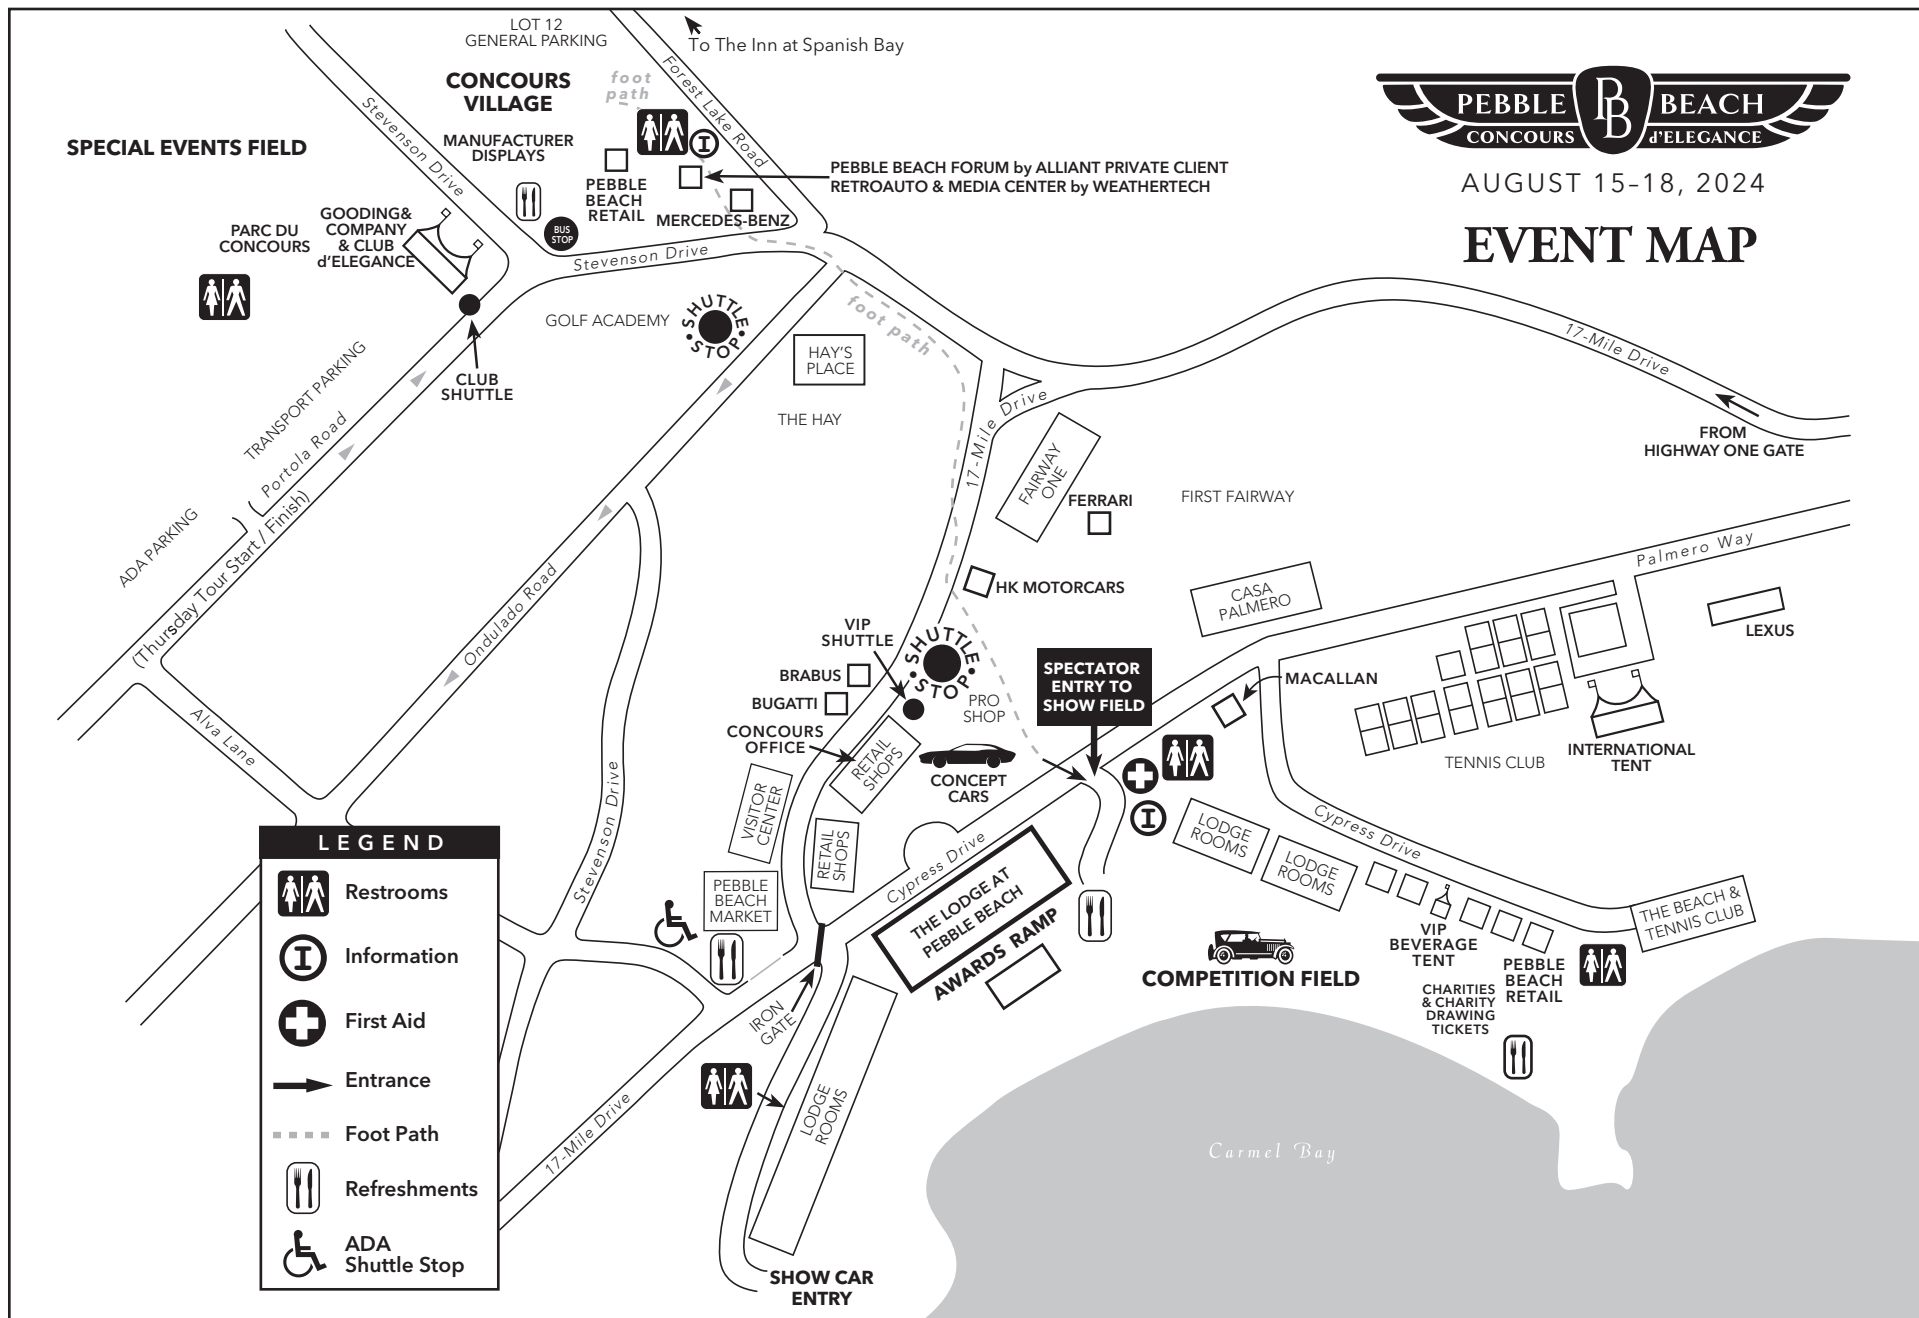 LOT 12
GENERAL PARKING
To The Inn at Spanish Bay
CONCOURS
VILLAGE
foot
path
Forest Lake Road
Stevenson Drive
SPECIAL EVENTS FIELD
MANUFACTURER
DISPLAYS
PEBBLE
BEACH
RETAIL
MERCEDES-BENZ
PEBBLE BEACH FORUM by ALLIANT PRIVATE CLIENT
RETROAUTO & MEDIA CENTER by WEATHERTECH
PEBBLE BEACH
PB
CONCOURS d'ELEGANCE
AUGUST 15-18, 2024
EVENT MAP
PARC DU
CONCOURS
GOODING&
COMPANY
& CLUB
d'ELEGANCE
BUS
STOP
Stevenson Drive
GOLF ACADEMY
SHUTTLE
STOP
foot path
HAY'S
PLACE
THE HAY
CLUB
SHUTTLE
TRANSPORT PARKING
Portola Road
ADA PARKING
(Thursday Tour Start / Finish)
Ondulado Road
Alva Lane
17-Mile Drive
17-Mile Drive
FROM
HIGHWAY ONE GATE
FAIRWAY
ONE
FERRARI
FIRST FAIRWAY
HK MOTORCARS
CASA
PALMERO
Palmero Way
LEXUS
VIP
SHUTTLE
SHUTTLE
STOP
BRABUS
BUGATTI
CONCOURS
OFFICE
RETAIL
SHOPS
PRO
SHOP
SPECTATOR
ENTRY TO
SHOW FIELD
MACALLAN
CONCEPT
CARS
TENNIS CLUB
INTERNATIONAL
TENT
VISITOR
CENTER
RETAIL
SHOPS
Stevenson Drive
Cypress Drive
LODGE
ROOMS
LODGE
ROOMS
Cypress Drive
PEBBLE
BEACH
MARKET
THE LODGE AT
PEBBLE BEACH
AWARDS RAMP
COMPETITION FIELD
VIP
BEVERAGE
TENT
PEBBLE
BEACH
RETAIL
CHARITIES
& CHARITY
DRAWING
TICKETS
THE BEACH &
TENNIS CLUB
IRON
GATE
LODGE
ROOMS
17-Mile Drive
Carmel Bay
SHOW CAR
ENTRY
LEGEND
Restrooms
I Information
First Aid
Entrance
Foot Path
Refreshments
ADA
Shuttle Stop